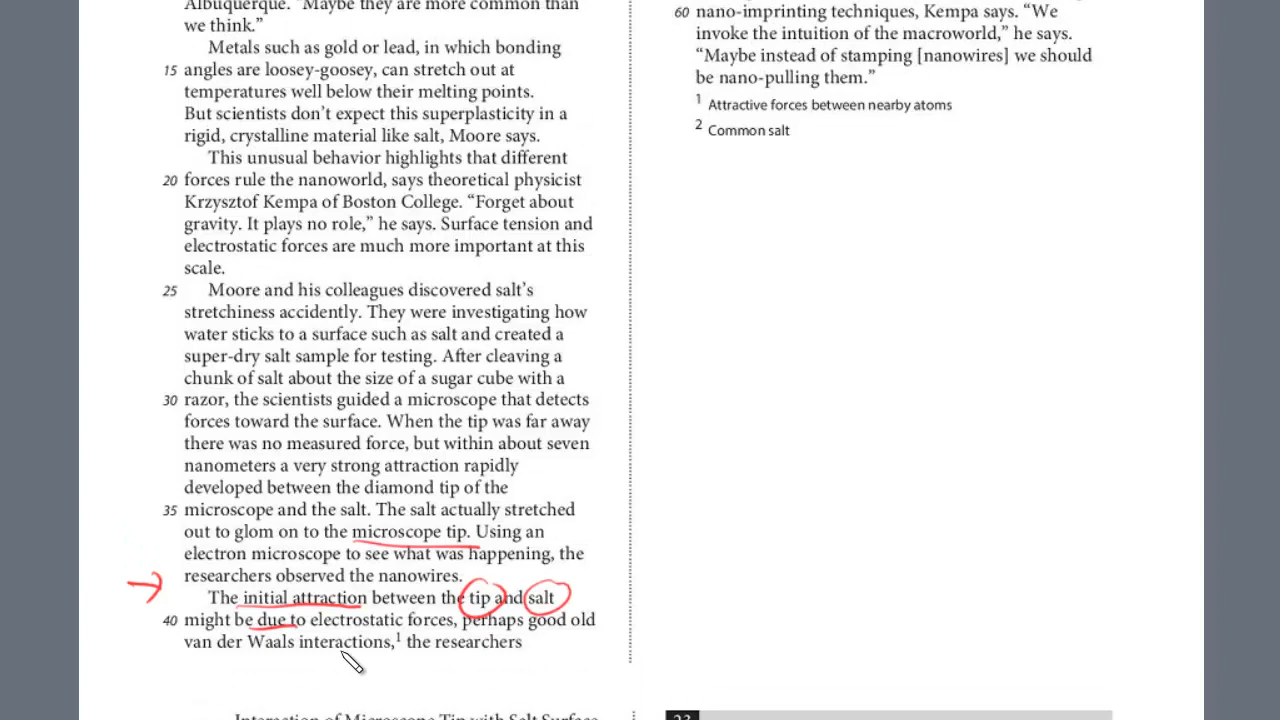 Albuquerque. “Maybe they are more common than
we think.”
Metals such as gold or lead, in which bonding
15 angles are loosey-goosey, can stretch out at
temperatures well below their melting points.
But scientists don’t expect this superplasticity in a
rigid, crystalline material like salt, Moore says.
This unusual behavior highlights that different
20 forces rule the nanoworld, says theoretical physicist
Krzysztof Kempa of Boston College. “Forget about
gravity. It plays no role,” he says. Surface tension and
electrostatic forces are much more important at this
scale.
25 Moore and his colleagues discovered salt’s
stretchiness accidently. They were investigating how
water sticks to a surface such as salt and created a
super-dry salt sample for testing. After cleaving a
chunk of salt about the size of a sugar cube with a
30 razor, the scientists guided a microscope that detects
forces toward the surface. When the tip was far away
there was no measured force, but within about seven
nanometers a very strong attraction rapidly
developed between the diamond tip of the
35 microscope and the salt. The salt actually stretched
out to glom on to the microscope tip. Using an
electron microscope to see what was happening, the
researchers observed the nanowires.
The initial attraction between the tip and salt
40 might be due to electrostatic forces, perhaps good old
van der Waals interactions,¹ the researchers
Interaction of Microscope Tip with Salt Surface
60 nano-imprinting techniques, Kempa says. “We
invoke the intuition of the macroworld,” he says.
“Maybe instead of stamping [nanowires] we should
be nano-pulling them.”
¹ Attractive forces between nearby atoms
² Common salt
23